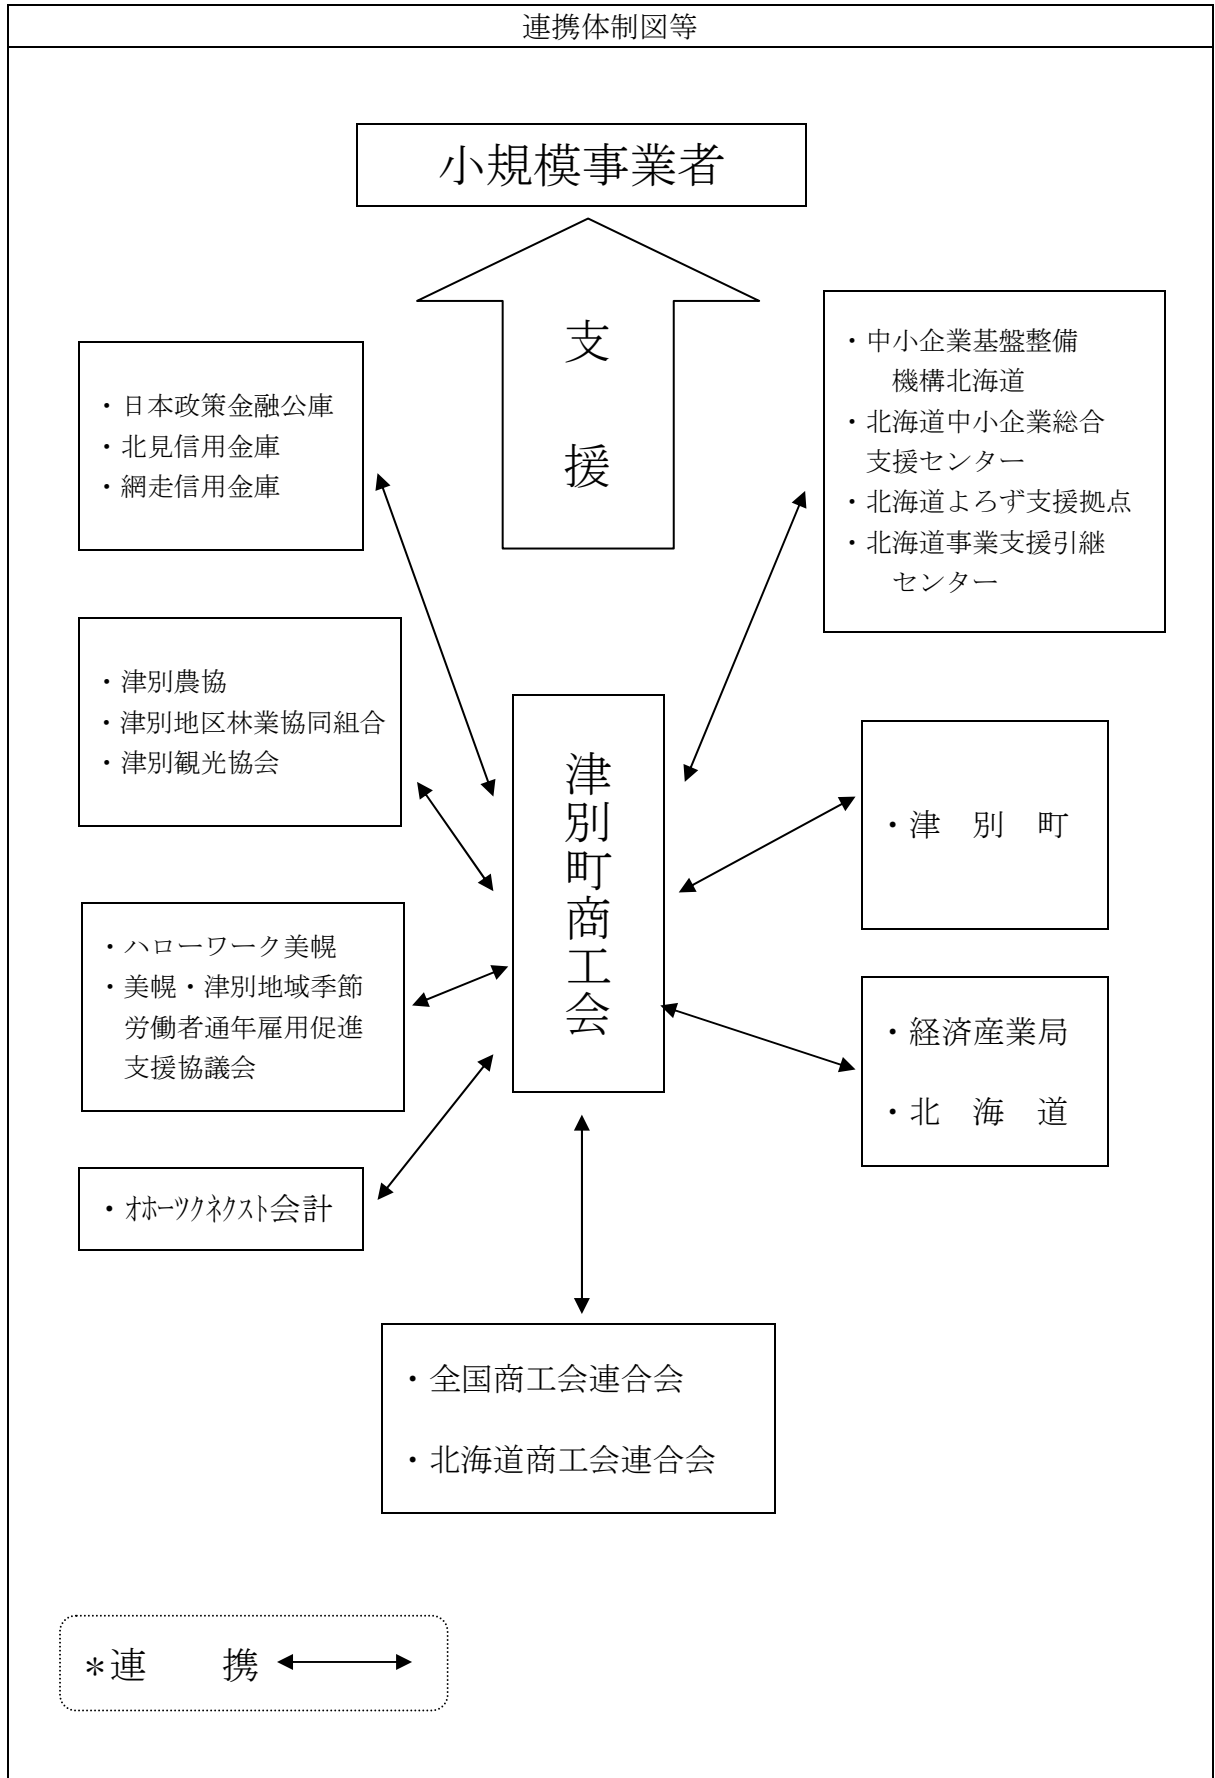 連携体制図等
小規模事業者
支
援
・日本政策金融公庫
・北見信用金庫
・網走信用金庫
・中小企業基盤整備
機構北海道
・北海道中小企業総合
支援センター
・北海道よろず支援拠点
・北海道事業支援引継
センター
・津別農協
・津別地区林業協同組合
・津別観光協会
津別町商工会
・津　別　町
・ハローワーク美幌
・美幌・津別地域季節
労働者通年雇用促進
支援協議会
・経済産業局
・北　海　道
・ｵﾎｰﾂｸﾈｸｽﾄ会計
・全国商工会連合会
・北海道商工会連合会
*連　　携